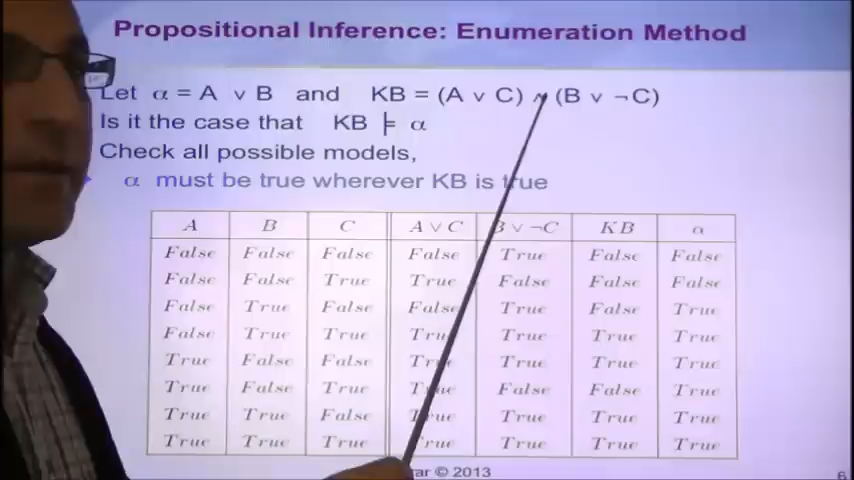 Propositional Inference: Enumeration Method
Let α = A ∨ B and KB = (A ∨ C) ∧ (B ∨ ¬C)
Is it the case that KB ⊨ α
Check all possible models,
α must be true wherever KB is true
A B C A ∨ C B ∨ ¬C KB α
False False False False True False False
False False True True False False False
False True False False True False True
False True True True True True True
True False False True True True True
True False True True False False True
True True False True True True True
True True True True True True True
© 2013
6